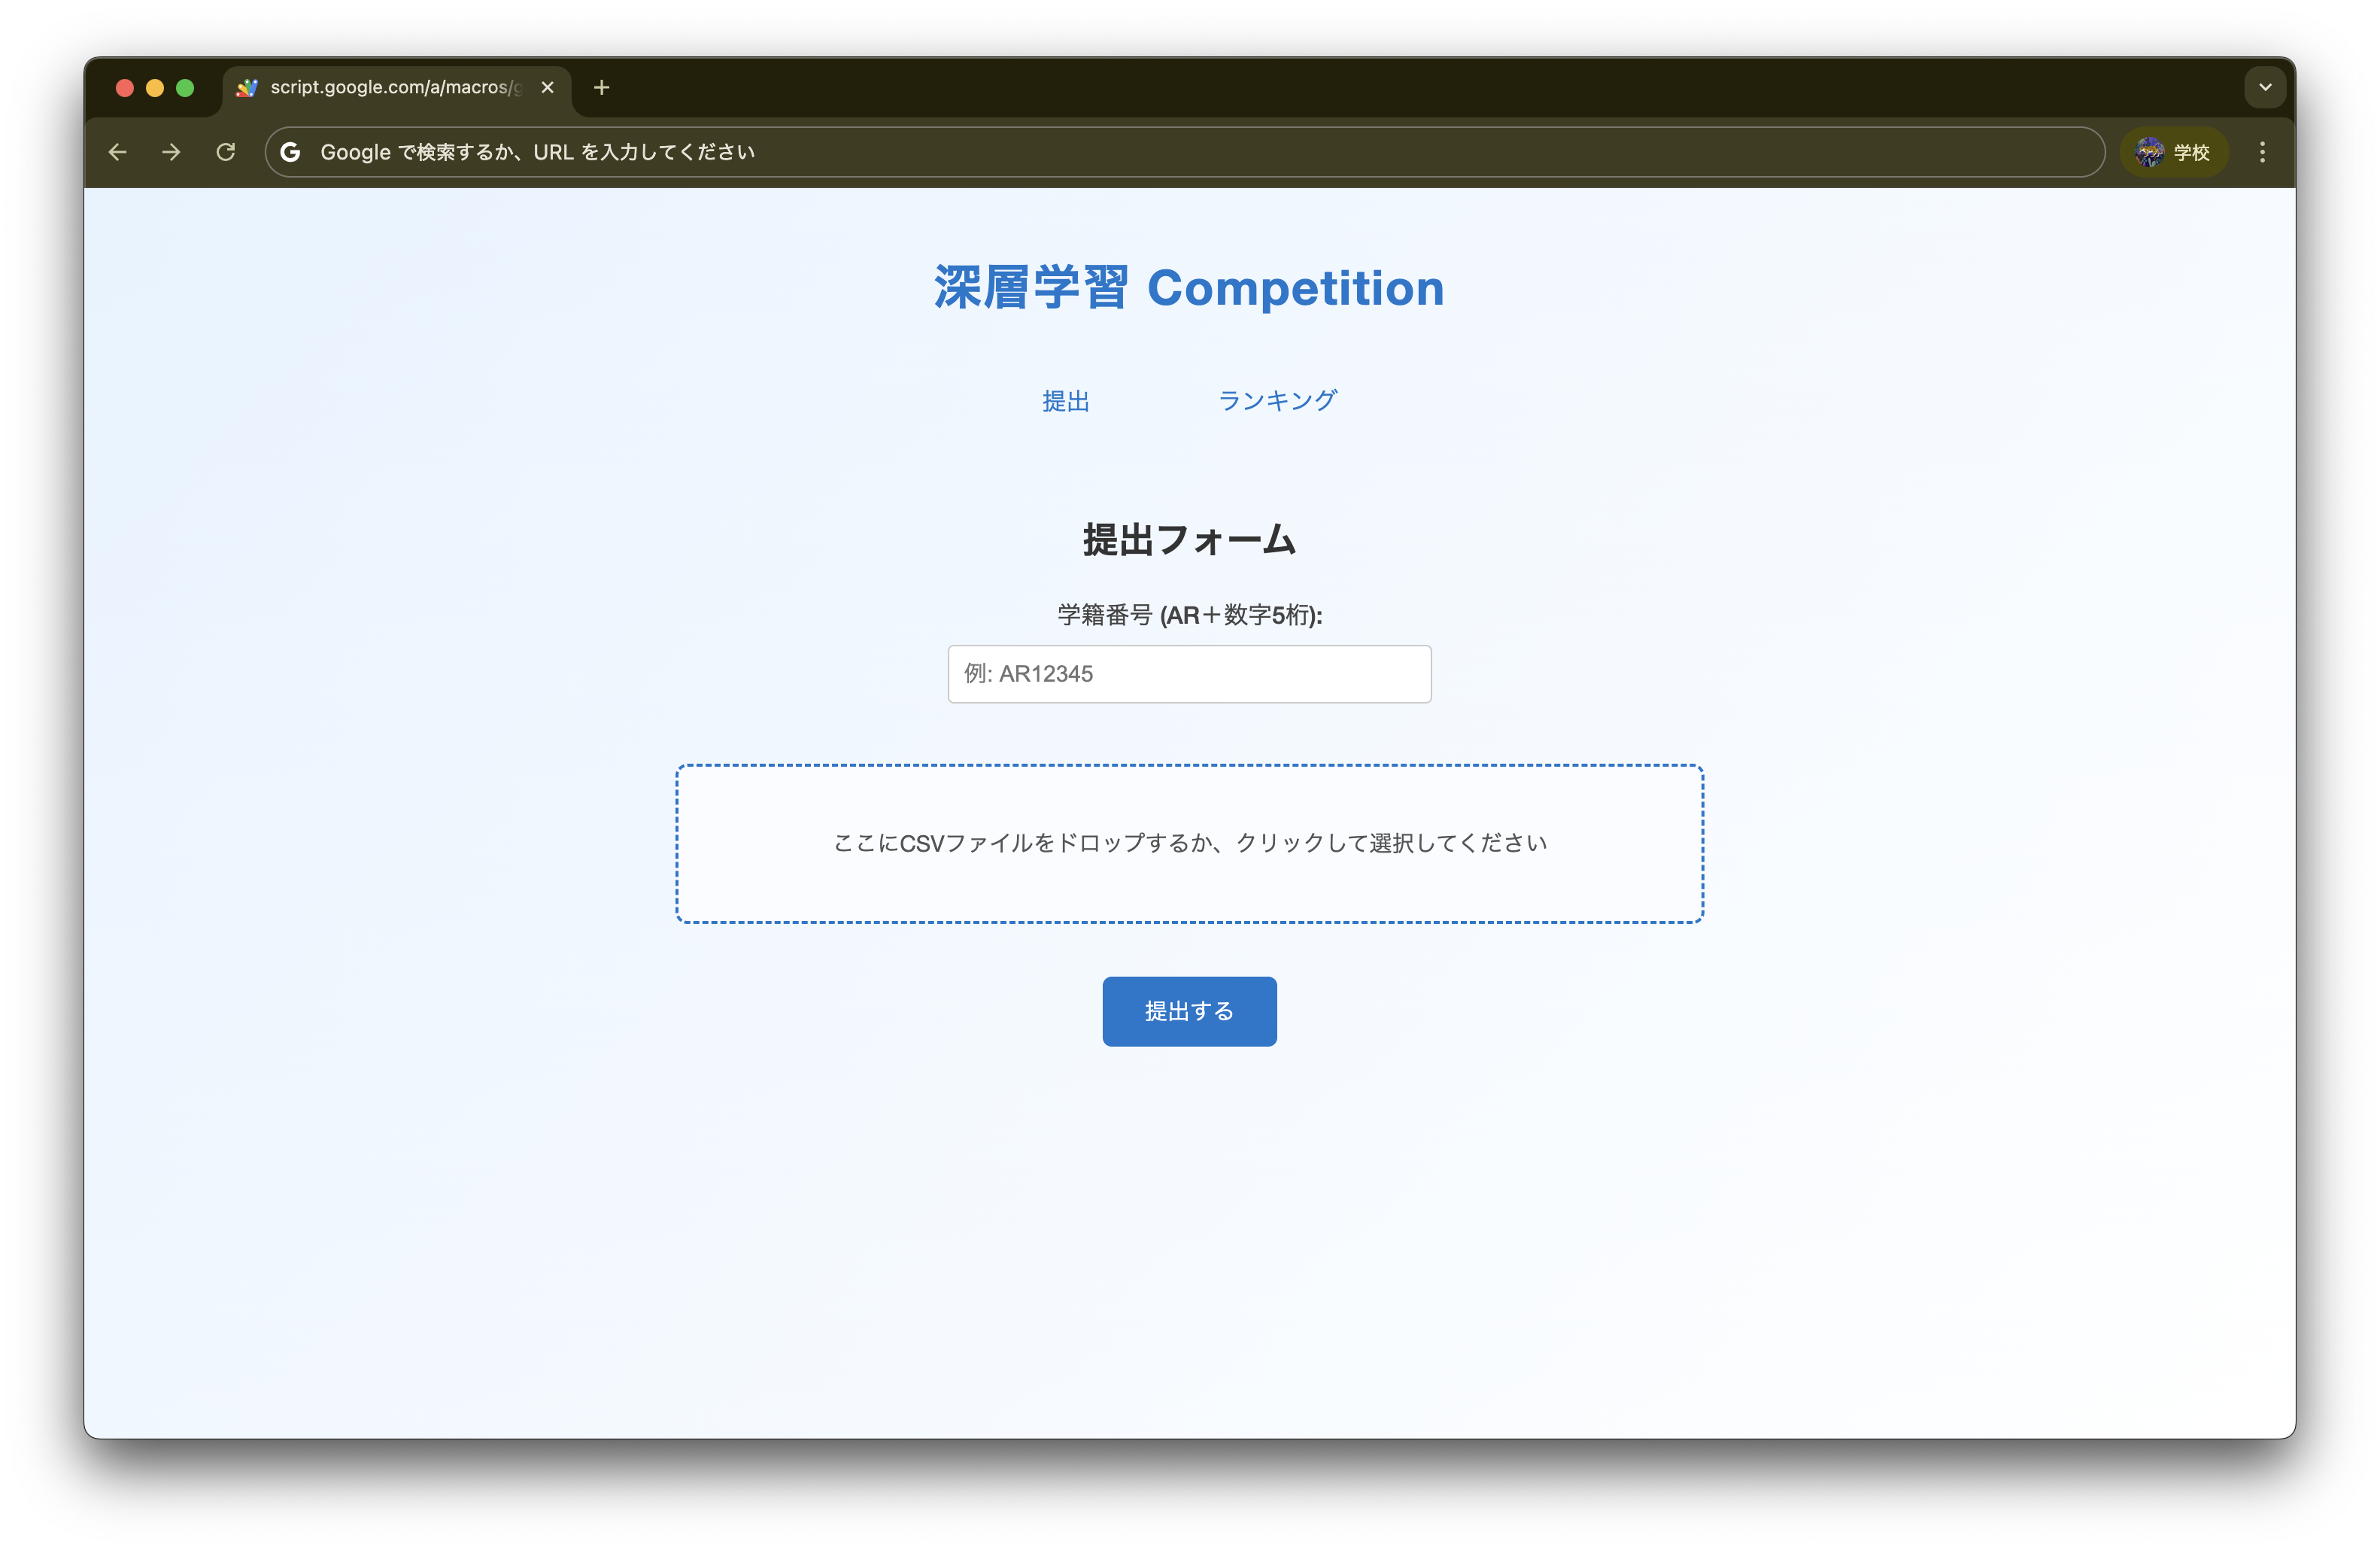 script.google.com/a/macros/g
Google で検索するか、URL を入力してください
学校
深層学習 Competition
提出 ランキング
提出フォーム
学籍番号 (AR＋数字5桁):
例: AR12345
ここにCSVファイルをドロップするか、クリックして選択してください
提出する